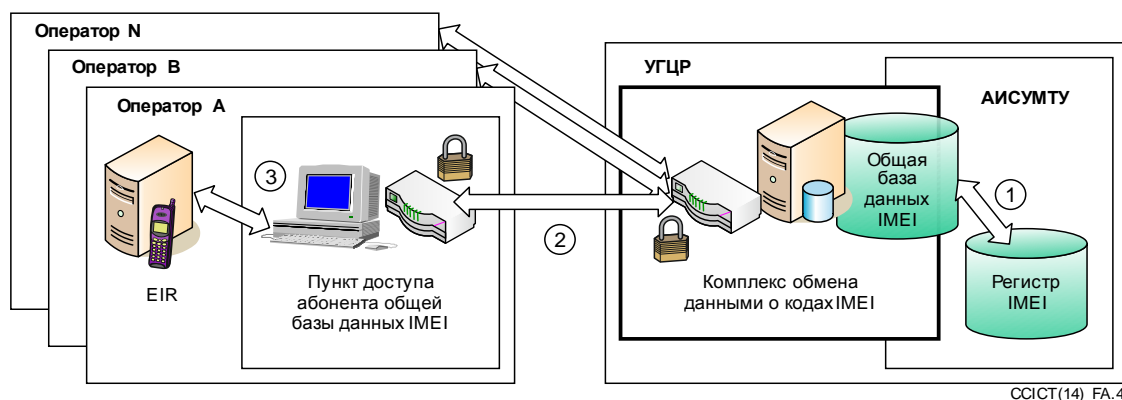 Оператор N
Оператор B
Оператор A
EIR
3
Пункт доступа
абонента общей
базы данных IMEI
2
УГЦР
АИСУМТУ
Общая
база
данных
IMEI
1
Комплекс обмена
данными о кодах IMEI
Регистр
IMEI
CCICT(14)_FA.4